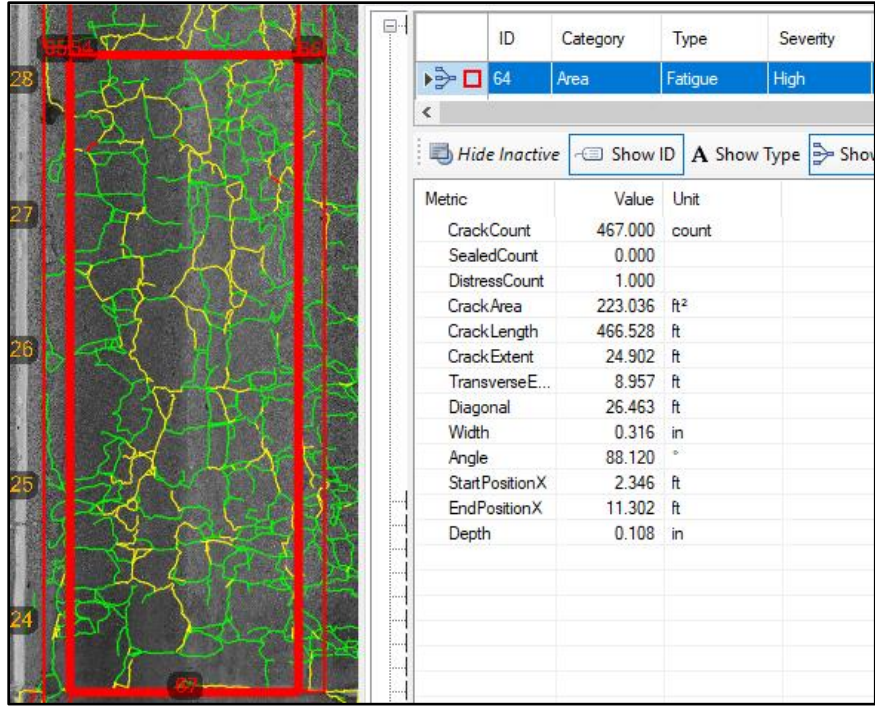 ID Category Type Severity
64 Area Fatigue High
Hide Inactive Show ID A Show Type Show
Metric Value Unit
CrackCount 467.000 count
SealedCount 0.000
DistressCount 1.000
CrackArea 223.036 ft²
CrackLength 466.528 ft
CrackExtent 24.902 ft
TransverseE... 8.957 ft
Diagonal 26.463 ft
Width 0.316 in
Angle 88.120 °
StartPositionX 2.346 ft
EndPositionX 11.302 ft
Depth 0.108 in
28
27
26
25
24